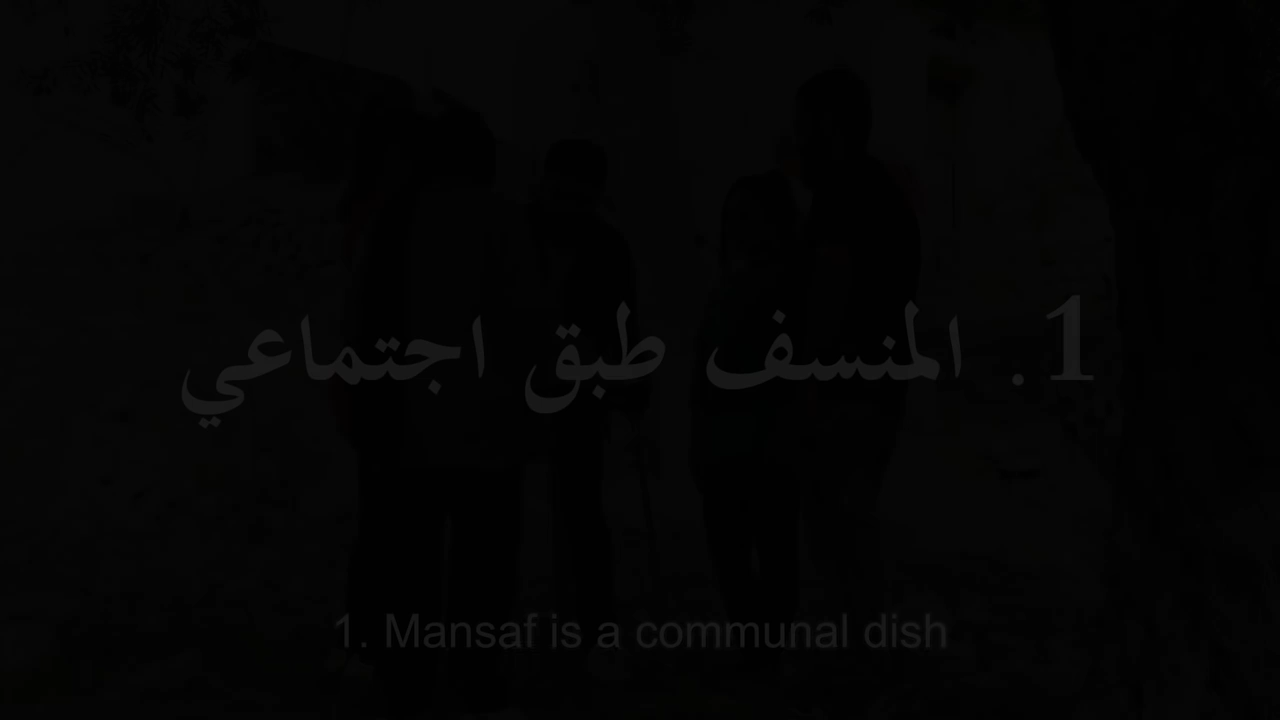 1. المنسف طبق اجتماعي
1. Mansaf is a communal dish